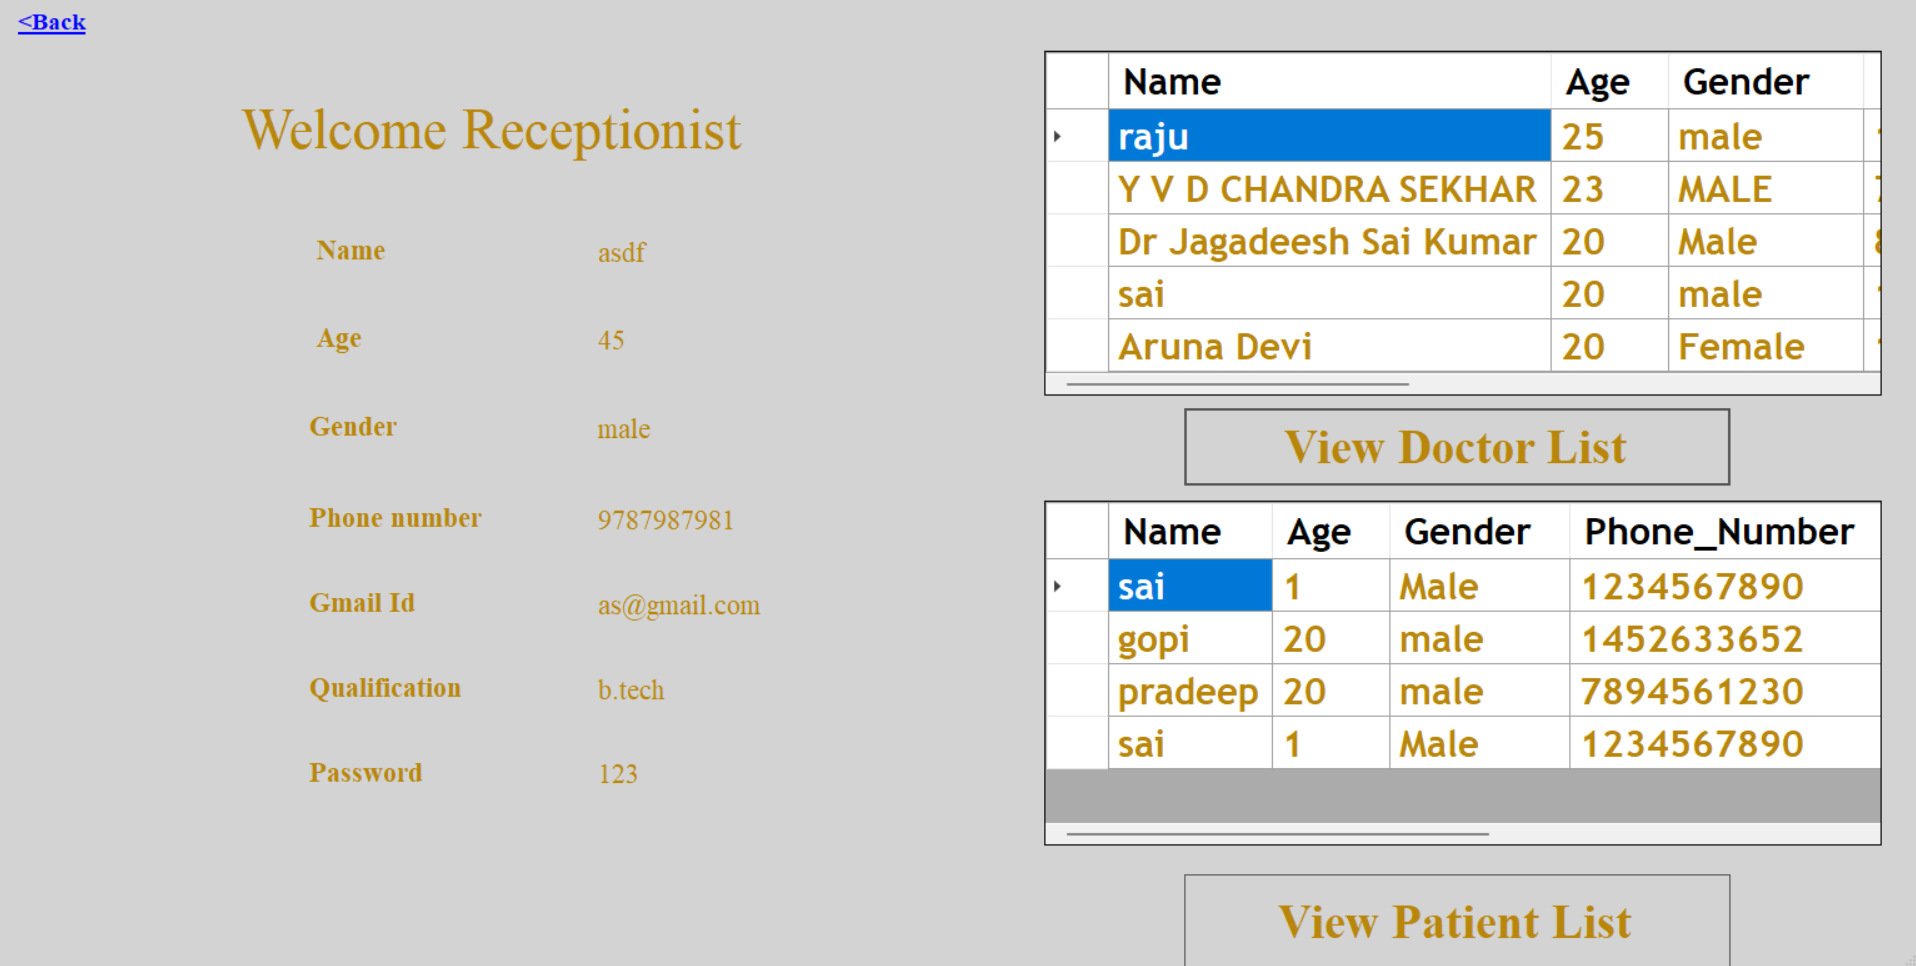 <Back
Welcome Receptionist
Name asdf
Age 45
Gender male
Phone number 9787987981
Gmail Id as@gmail.com
Qualification b.tech
Password 123
Name Age Gender
raju 25 male
Y V D CHANDRA SEKHAR 23 MALE
Dr Jagadeesh Sai Kumar 20 Male
sai 20 male
Aruna Devi 20 Female
View Doctor List
Name Age Gender Phone_Number
sai 1 Male 1234567890
gopi 20 male 1452633652
pradeep 20 male 7894561230
sai 1 Male 1234567890
View Patient List